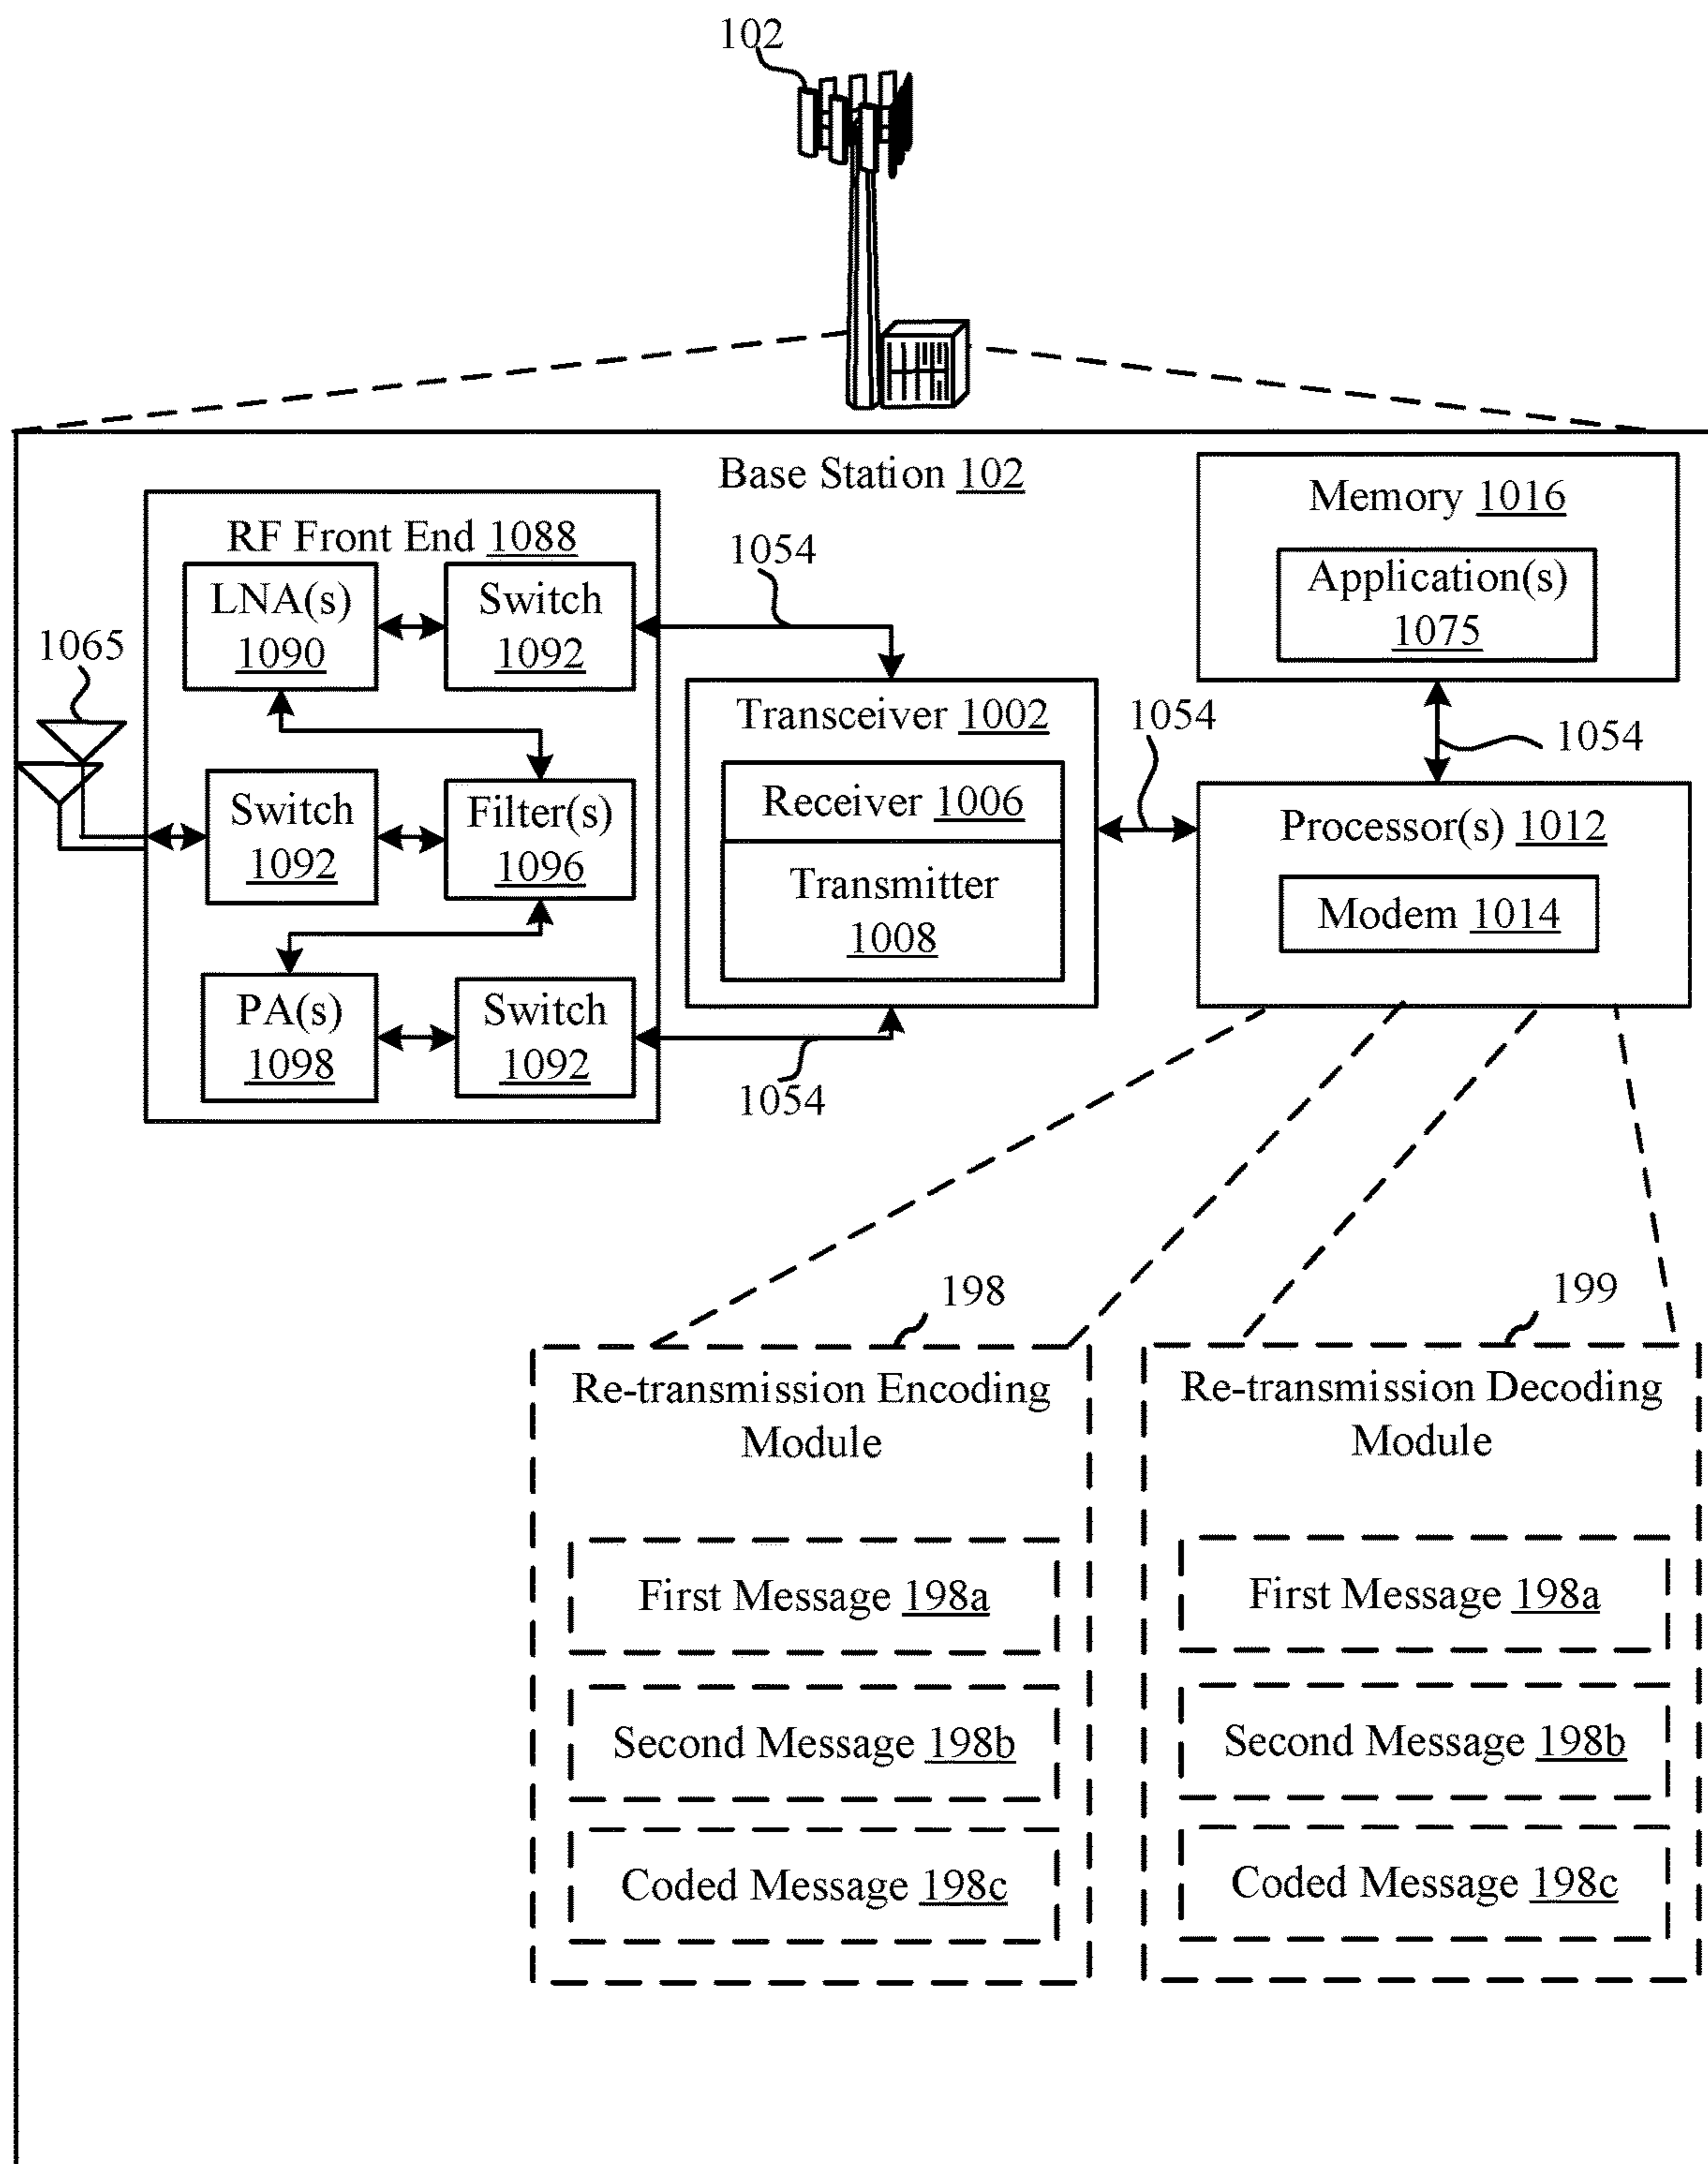 102
Base Station 102
RF Front End 1088
LNA(s)
1090
Switch
1092
1054
Memory 1016
Application(s)
1075
1065
Transceiver 1002
1054
1054
Switch
1092
Filter(s)
1096
Receiver 1006
Transmitter
1008
Processor(s) 1012
Modem 1014
PA(s)
1098
Switch
1092
1054
198
199
Re-transmission Encoding
Module
First Message 198a
Second Message 198b
Coded Message 198c
Re-transmission Decoding
Module
First Message 198a
Second Message 198b
Coded Message 198c